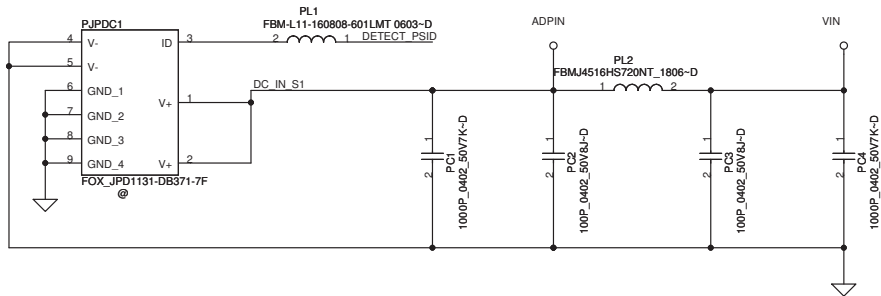 PJPDC1
PL1
FBM-L11-160808-601LMT 0603~D
4 V- ID 3 2 1 DETECT_PSID
5 V-
6 GND_1
7 GND_2
8 GND_3
9 GND_4
V+ 1
V+ 2
FOX_JPD1131-DB371-7F
@
DC_IN_S1
ADPIN
VIN
PL2
FBMJ4516HS720NT_1806~D
1 2
1 2
PC1
1000P_0402_50V7K~D
1 2
PC2
100P_0402_50V8J~D
1 2
PC3
100P_0402_50V8J~D
1 2
PC4
1000P_0402_50V7K~D